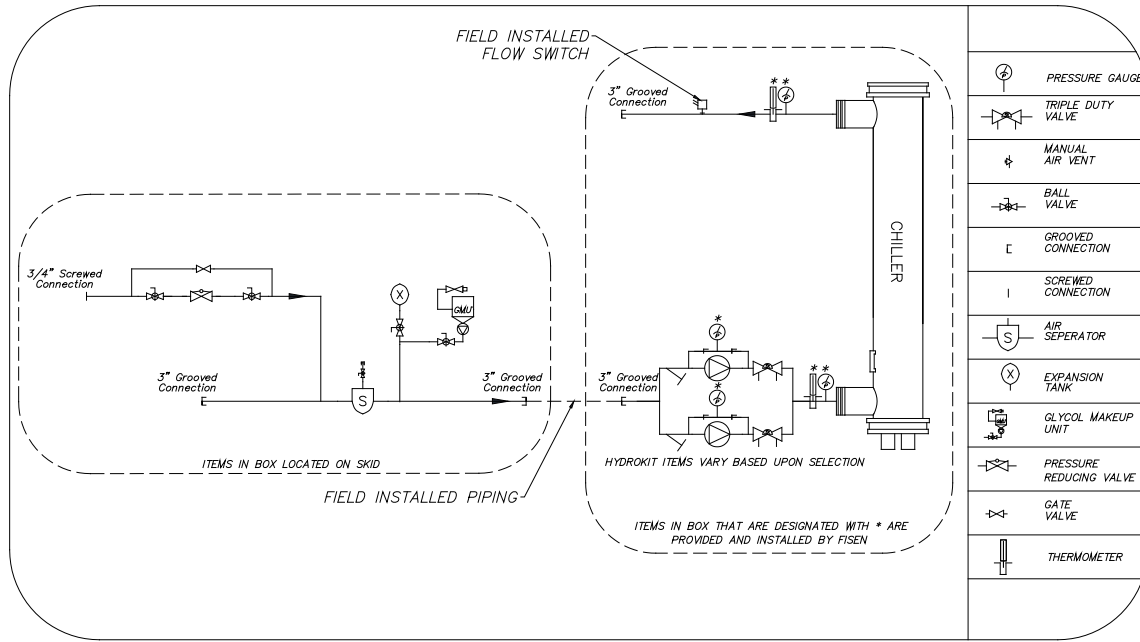 FIELD INSTALLED
FLOW SWITCH
3" Grooved
Connection
* *
*
CHILLER
3/4" Screwed
Connection
X
GMU
*
* *
3" Grooved
Connection
S
3" Grooved
Connection
3" Grooved
Connection
*
ITEMS IN BOX LOCATED ON SKID
HYDROKIT ITEMS VARY BASED UPON SELECTION
FIELD INSTALLED PIPING
ITEMS IN BOX THAT ARE DESIGNATED WITH * ARE
PROVIDED AND INSTALLED BY FISEN
PRESSURE GAUGE
TRIPLE DUTY
VALVE
MANUAL
AIR VENT
BALL
VALVE
GROOVED
CONNECTION
SCREWED
CONNECTION
S
AIR
SEPERATOR
X
EXPANSION
TANK
GLYCOL MAKEUP
UNIT
PRESSURE
REDUCING VALVE
GATE
VALVE
THERMOMETER